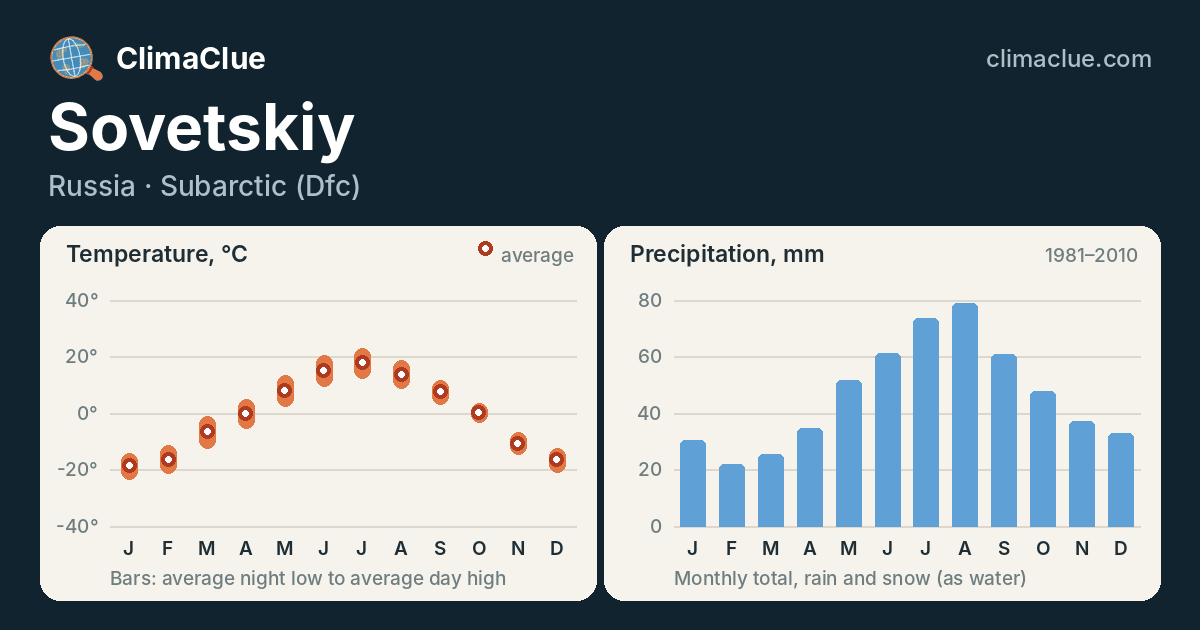 ClimaClue
climaclue.com
Sovetskiy
Russia · Subarctic (Dfc)
Temperature, °C
average
40°
20°
0°
-20°
-40°
J F M A M J J A S O N D
Bars: average night low to average day high
Precipitation, mm
1981–2010
80
60
40
20
0
J F M A M J J A S O N D
Monthly total, rain and snow (as water)